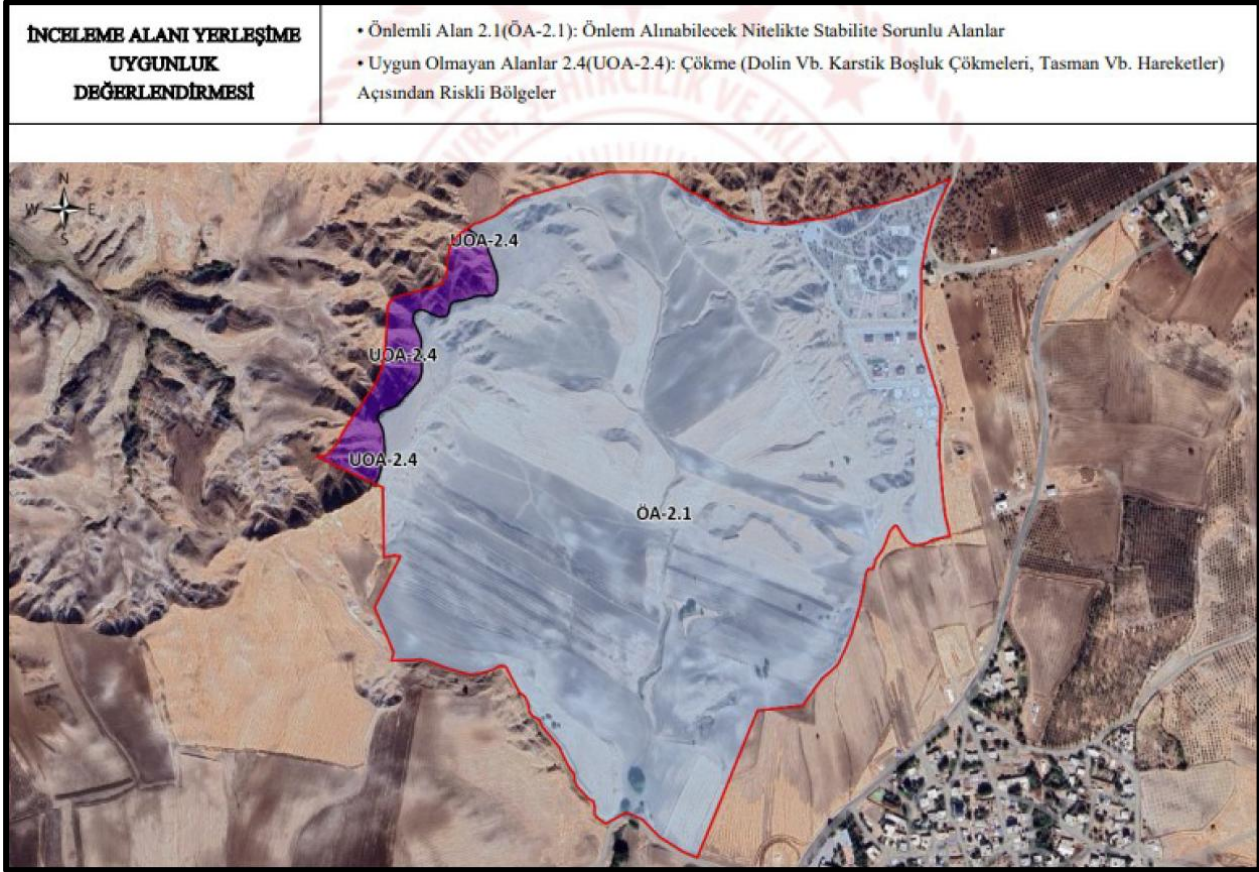 İNCELEME ALANI YERLEŞİME
UYGUNLUK
DEĞERLENDİRMESİ
• Önlemli Alan 2.1(ÖA-2.1): Önlem Alınabilecek Nitelikte Stabilite Sorunlu Alanlar
• Uygun Olmayan Alanlar 2.4(UOA-2.4): Çökme (Dolin Vb. Karstik Boşluk Çökmeleri, Tasman Vb. Hareketler)
Açısından Riskli Bölgeler
N
W E
S
UOA-2.4
UOA-2.4
UOA-2.4
ÖA-2.1